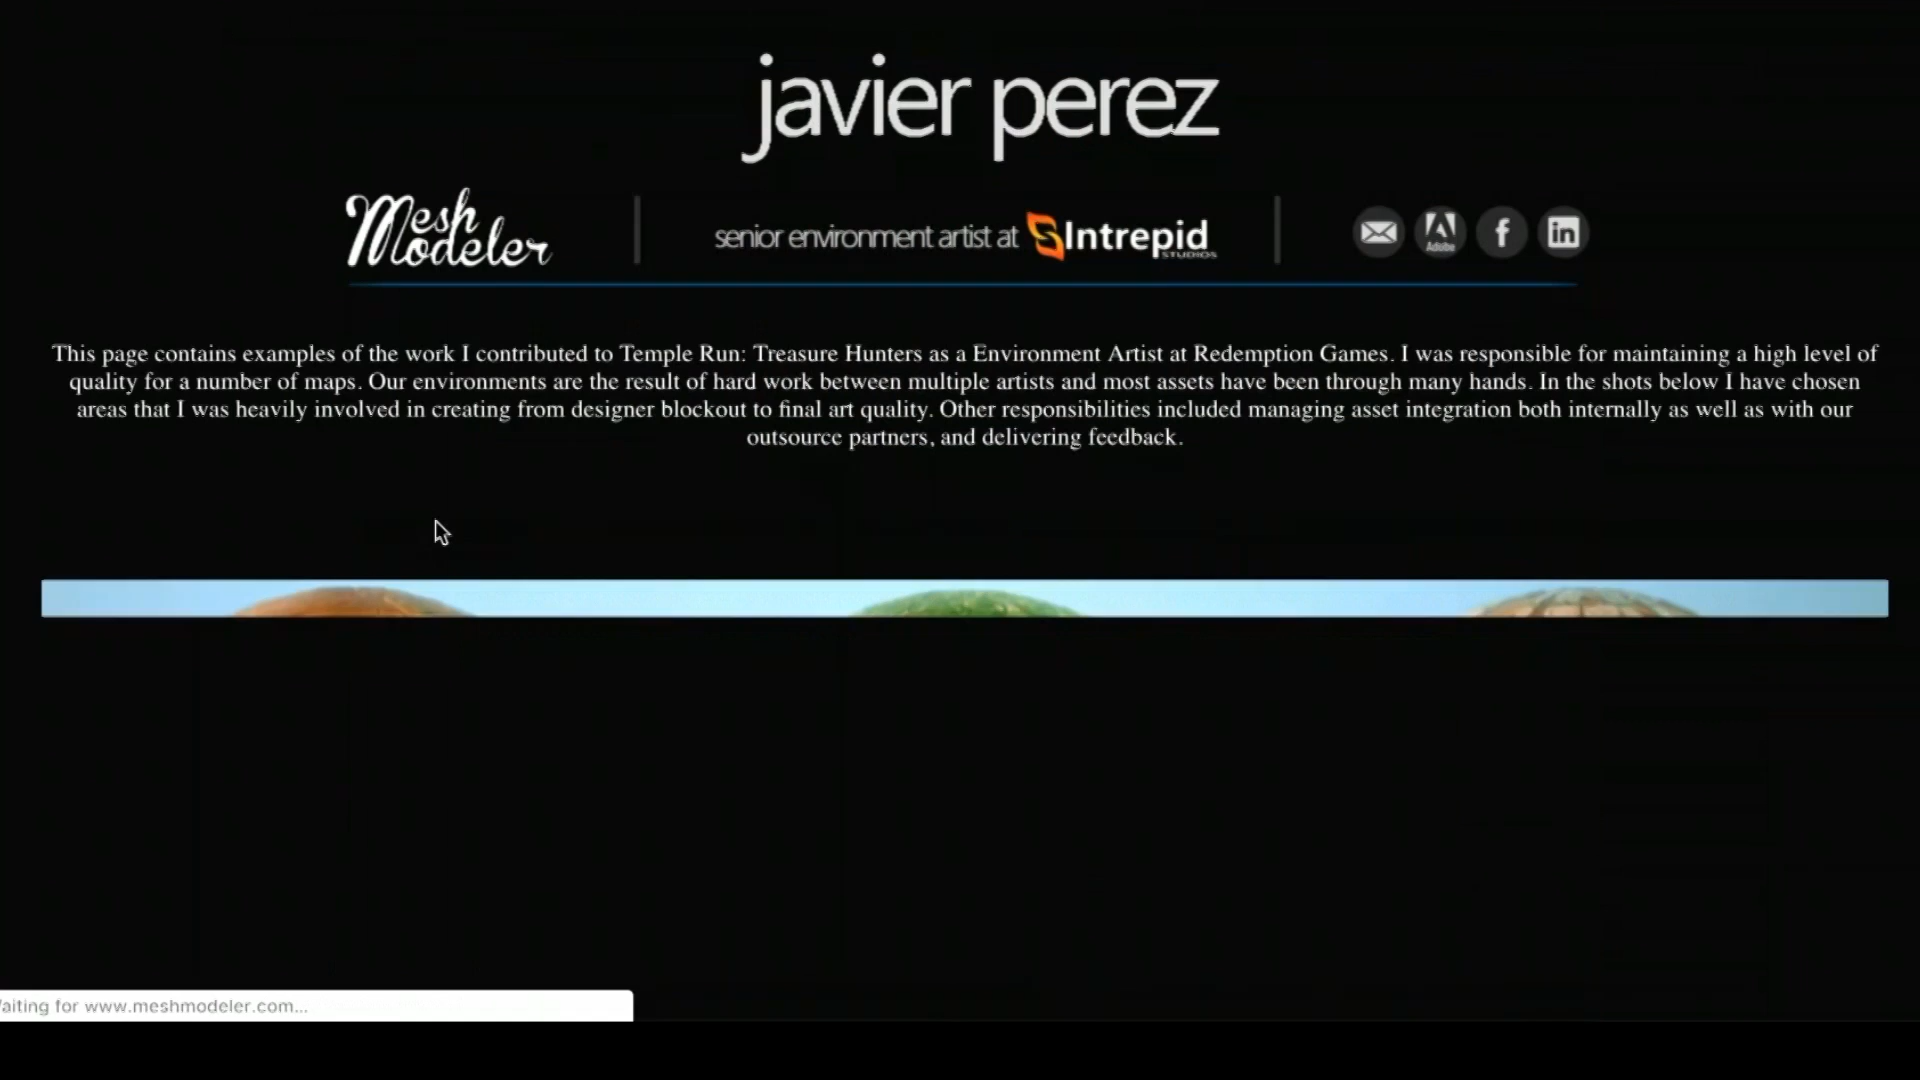 javier perez
Mesh
Modeler
senior environment artist at Intrepid
STUDIOS
Adobe
f
in
This page contains examples of the work I contributed to Temple Run: Treasure Hunters as a Environment Artist at Redemption Games. I was responsible for maintaining a high level of
quality for a number of maps. Our environments are the result of hard work between multiple artists and most assets have been through many hands. In the shots below I have chosen
areas that I was heavily involved in creating from designer blockout to final art quality. Other responsibilities included managing asset integration both internally as well as with our
outsource partners, and delivering feedback.
aiting for www.meshmodeler.com...